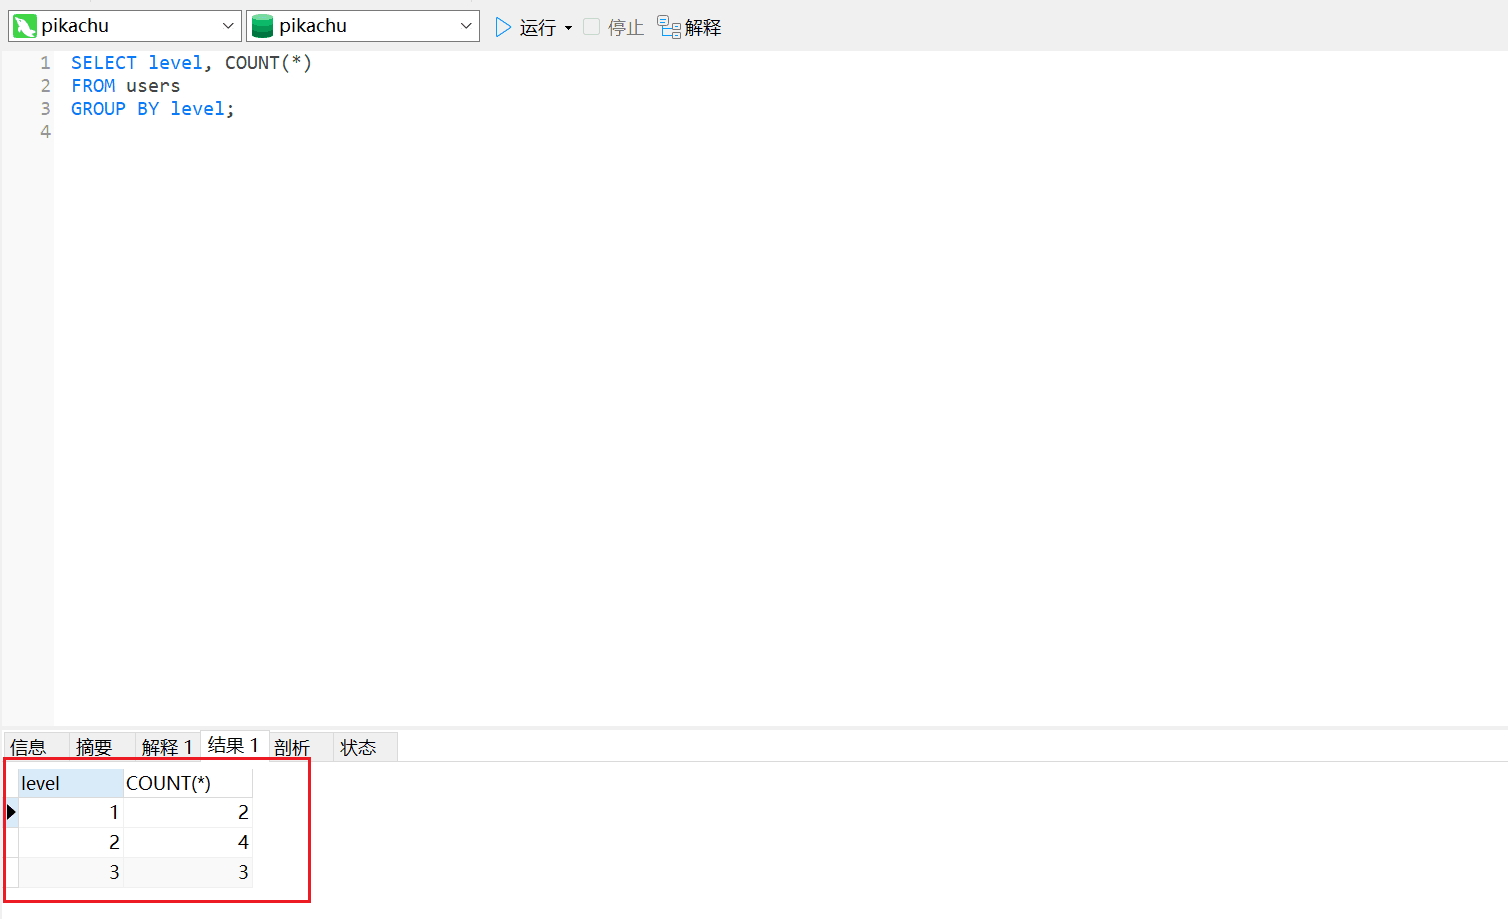 pikachu pikachu 运行 停止 解释
1 SELECT level, COUNT(*)
2 FROM users
3 GROUP BY level;
4
信息 摘要 解释 1 结果 1 剖析 状态
level COUNT(*)
1 2
2 4
3 3